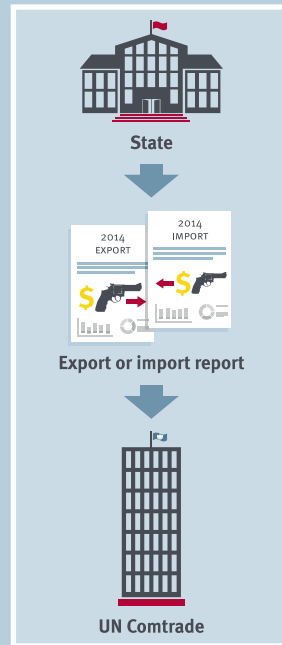 State
2014
EXPORT
2014
IMPORT
$
$
Export or import report
UN Comtrade